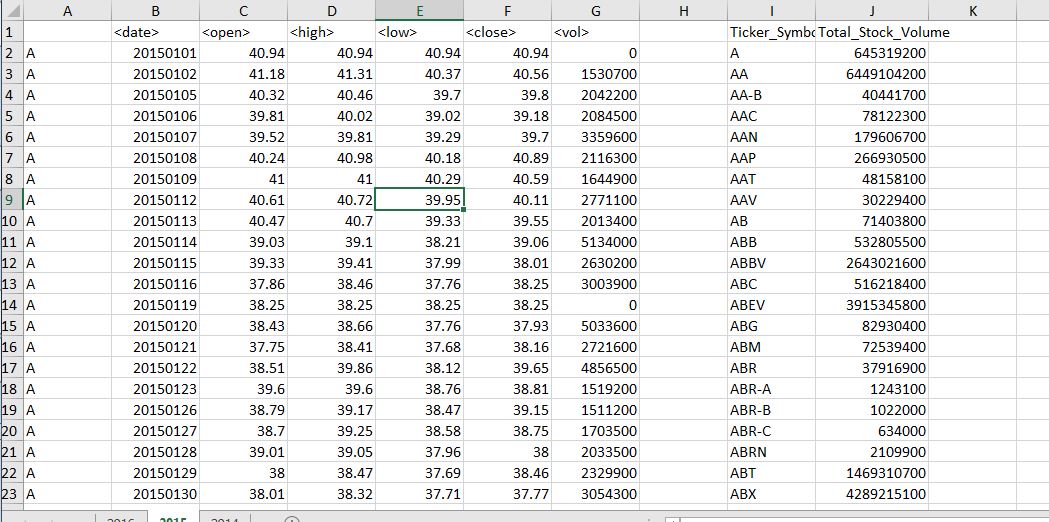 A B C D E F G H I J K
1 <date> <open> <high> <low> <close> <vol> Ticker_Symbo Total_Stock_Volume
2 A 20150101 40.94 40.94 40.94 40.94 0 A 645319200
3 A 20150102 41.18 41.31 40.37 40.56 1530700 AA 6449104200
4 A 20150105 40.32 40.46 39.7 39.8 2042200 AA-B 40441700
5 A 20150106 39.81 40.02 39.02 39.18 2084500 AAC 78122300
6 A 20150107 39.52 39.81 39.29 39.7 3359600 AAN 179606700
7 A 20150108 40.24 40.98 40.18 40.89 2116300 AAP 266930500
8 A 20150109 41 41 40.29 40.59 1644900 AAT 48158100
9 A 20150112 40.61 40.72 39.95 40.11 2771100 AAV 30229400
10 A 20150113 40.47 40.7 39.33 39.55 2013400 AB 71403800
11 A 20150114 39.03 39.1 38.21 39.06 5134000 ABB 532805500
12 A 20150115 39.33 39.41 37.99 38.01 2630200 ABBV 2643021600
13 A 20150116 37.86 38.46 37.76 38.25 3003900 ABC 516218400
14 A 20150119 38.25 38.25 38.25 38.25 0 ABEV 3915345800
15 A 20150120 38.43 38.66 37.76 37.93 5033600 ABG 82930400
16 A 20150121 37.75 38.41 37.68 38.16 2721600 ABM 72539400
17 A 20150122 38.51 39.86 38.12 39.65 4856500 ABR 37916900
18 A 20150123 39.6 39.6 38.76 38.81 1519200 ABR-A 1243100
19 A 20150126 38.79 39.17 38.47 39.15 1511200 ABR-B 1022000
20 A 20150127 38.7 39.25 38.58 38.75 1703500 ABR-C 634000
21 A 20150128 39.01 39.05 37.96 38 2033500 ABRN 2109900
22 A 20150129 38 38.47 37.69 38.46 2329900 ABT 1469310700
23 A 20150130 38.01 38.32 37.71 37.77 3054300 ABX 4289215100
2016 2015 2014